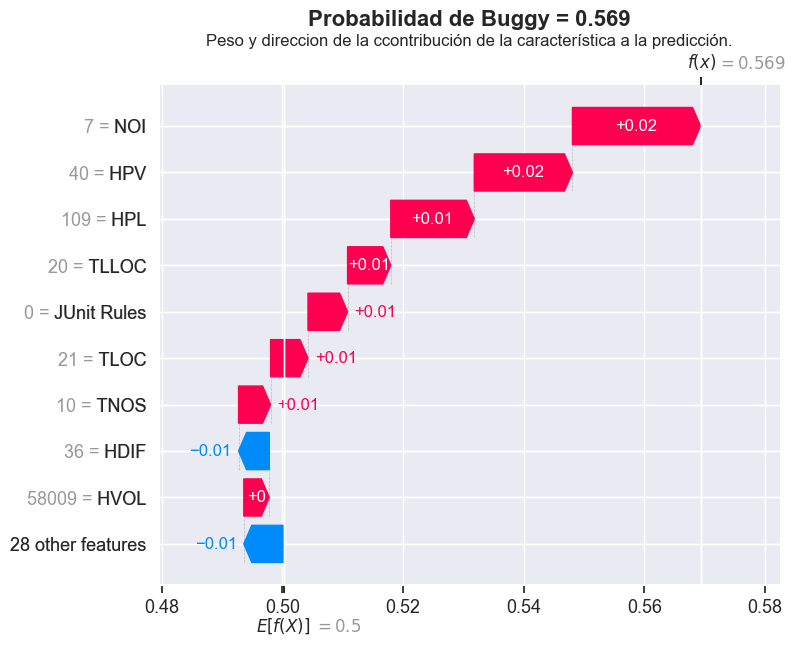 Probabilidad de Buggy = 0.569
Peso y direccion de la ccontribución de la característica a la predicción.
f(x) = 0.569
7 = NOI
+0.02
40 = HPV
+0.02
109 = HPL
+0.01
20 = TLLOC
+0.01
0 = JUnit Rules
+0.01
21 = TLOC
+0.01
10 = TNOS
+0.01
36 = HDIF
−0.01
58009 = HVOL
+0
28 other features
−0.01
0.48 0.50 0.52 0.54 0.56 0.58
E[f(X)] = 0.5